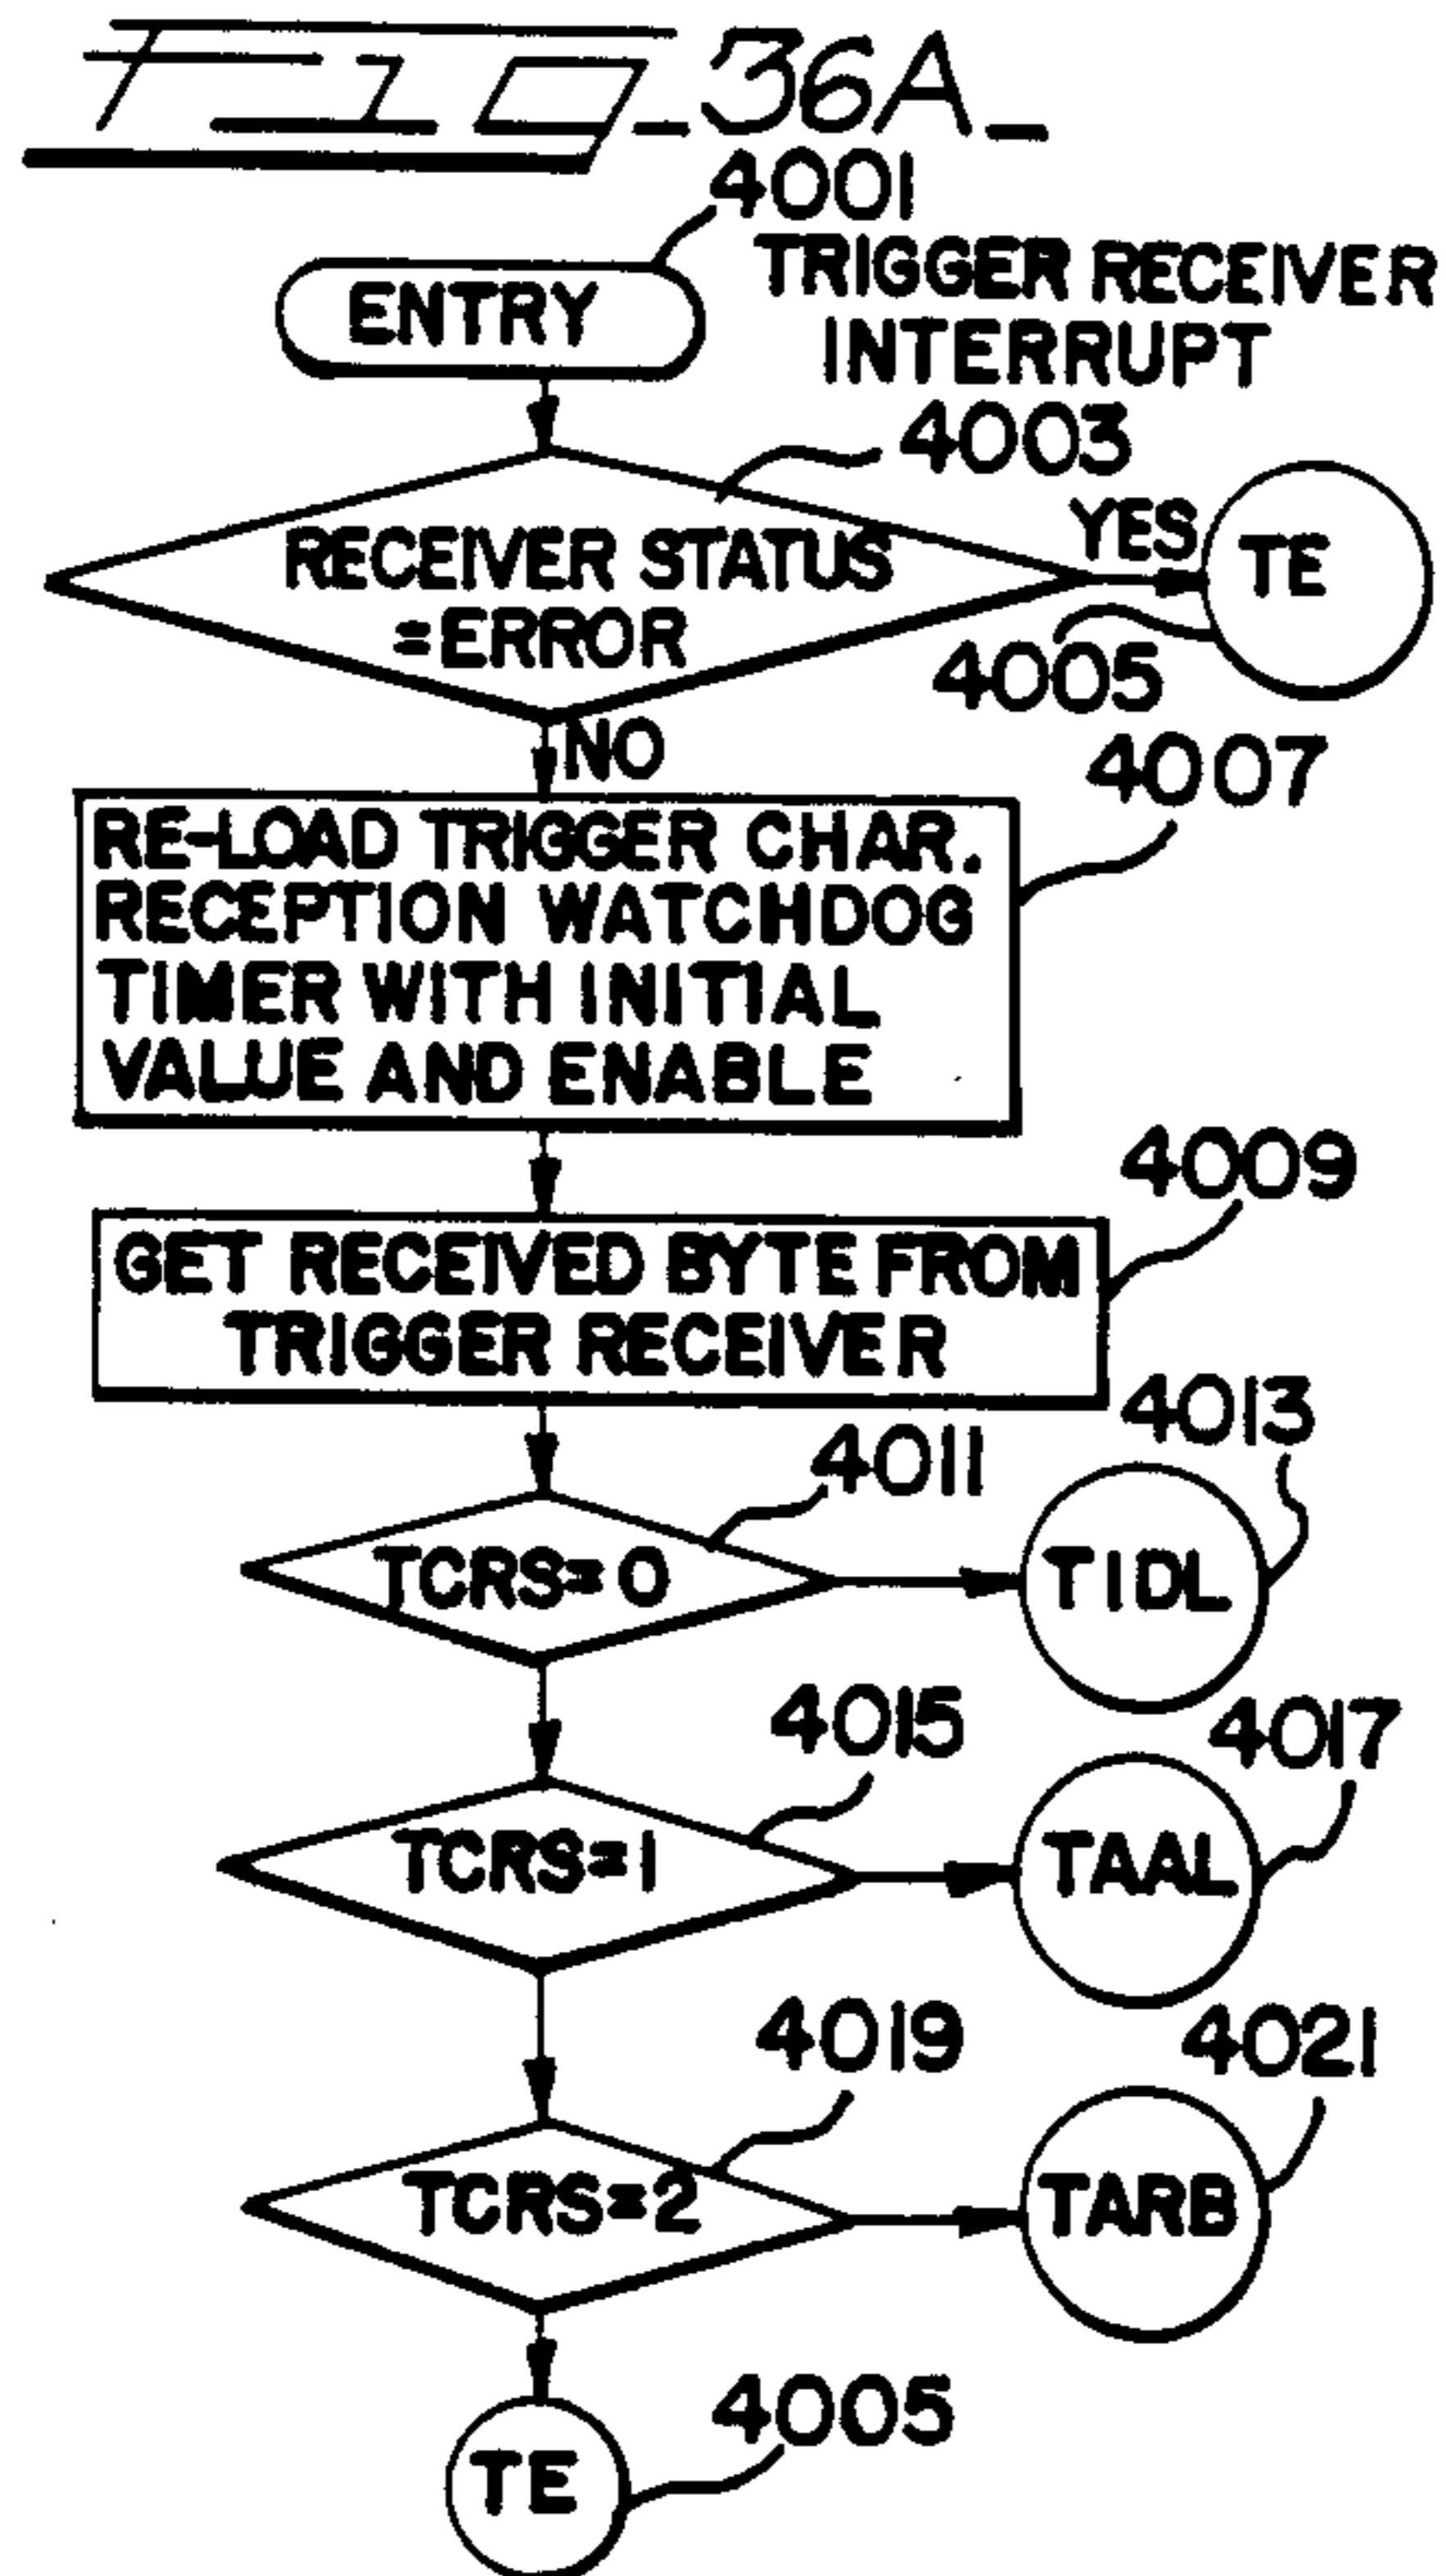 FIG_36A_
4001
TRIGGER RECEIVER
INTERRUPT
ENTRY
4003
RECEIVER STATUS
=ERROR
YES
TE
4005
NO
4007
RE-LOAD TRIGGER CHAR.
RECEPTION WATCHDOG
TIMER WITH INITIAL
VALUE AND ENABLE
4009
GET RECEIVED BYTE FROM
TRIGGER RECEIVER
4011
4013
TCRS=0
TIDL
4015
4017
TCRS=1
TAAL
4019
4021
TCRS=2
TARB
4005
TE